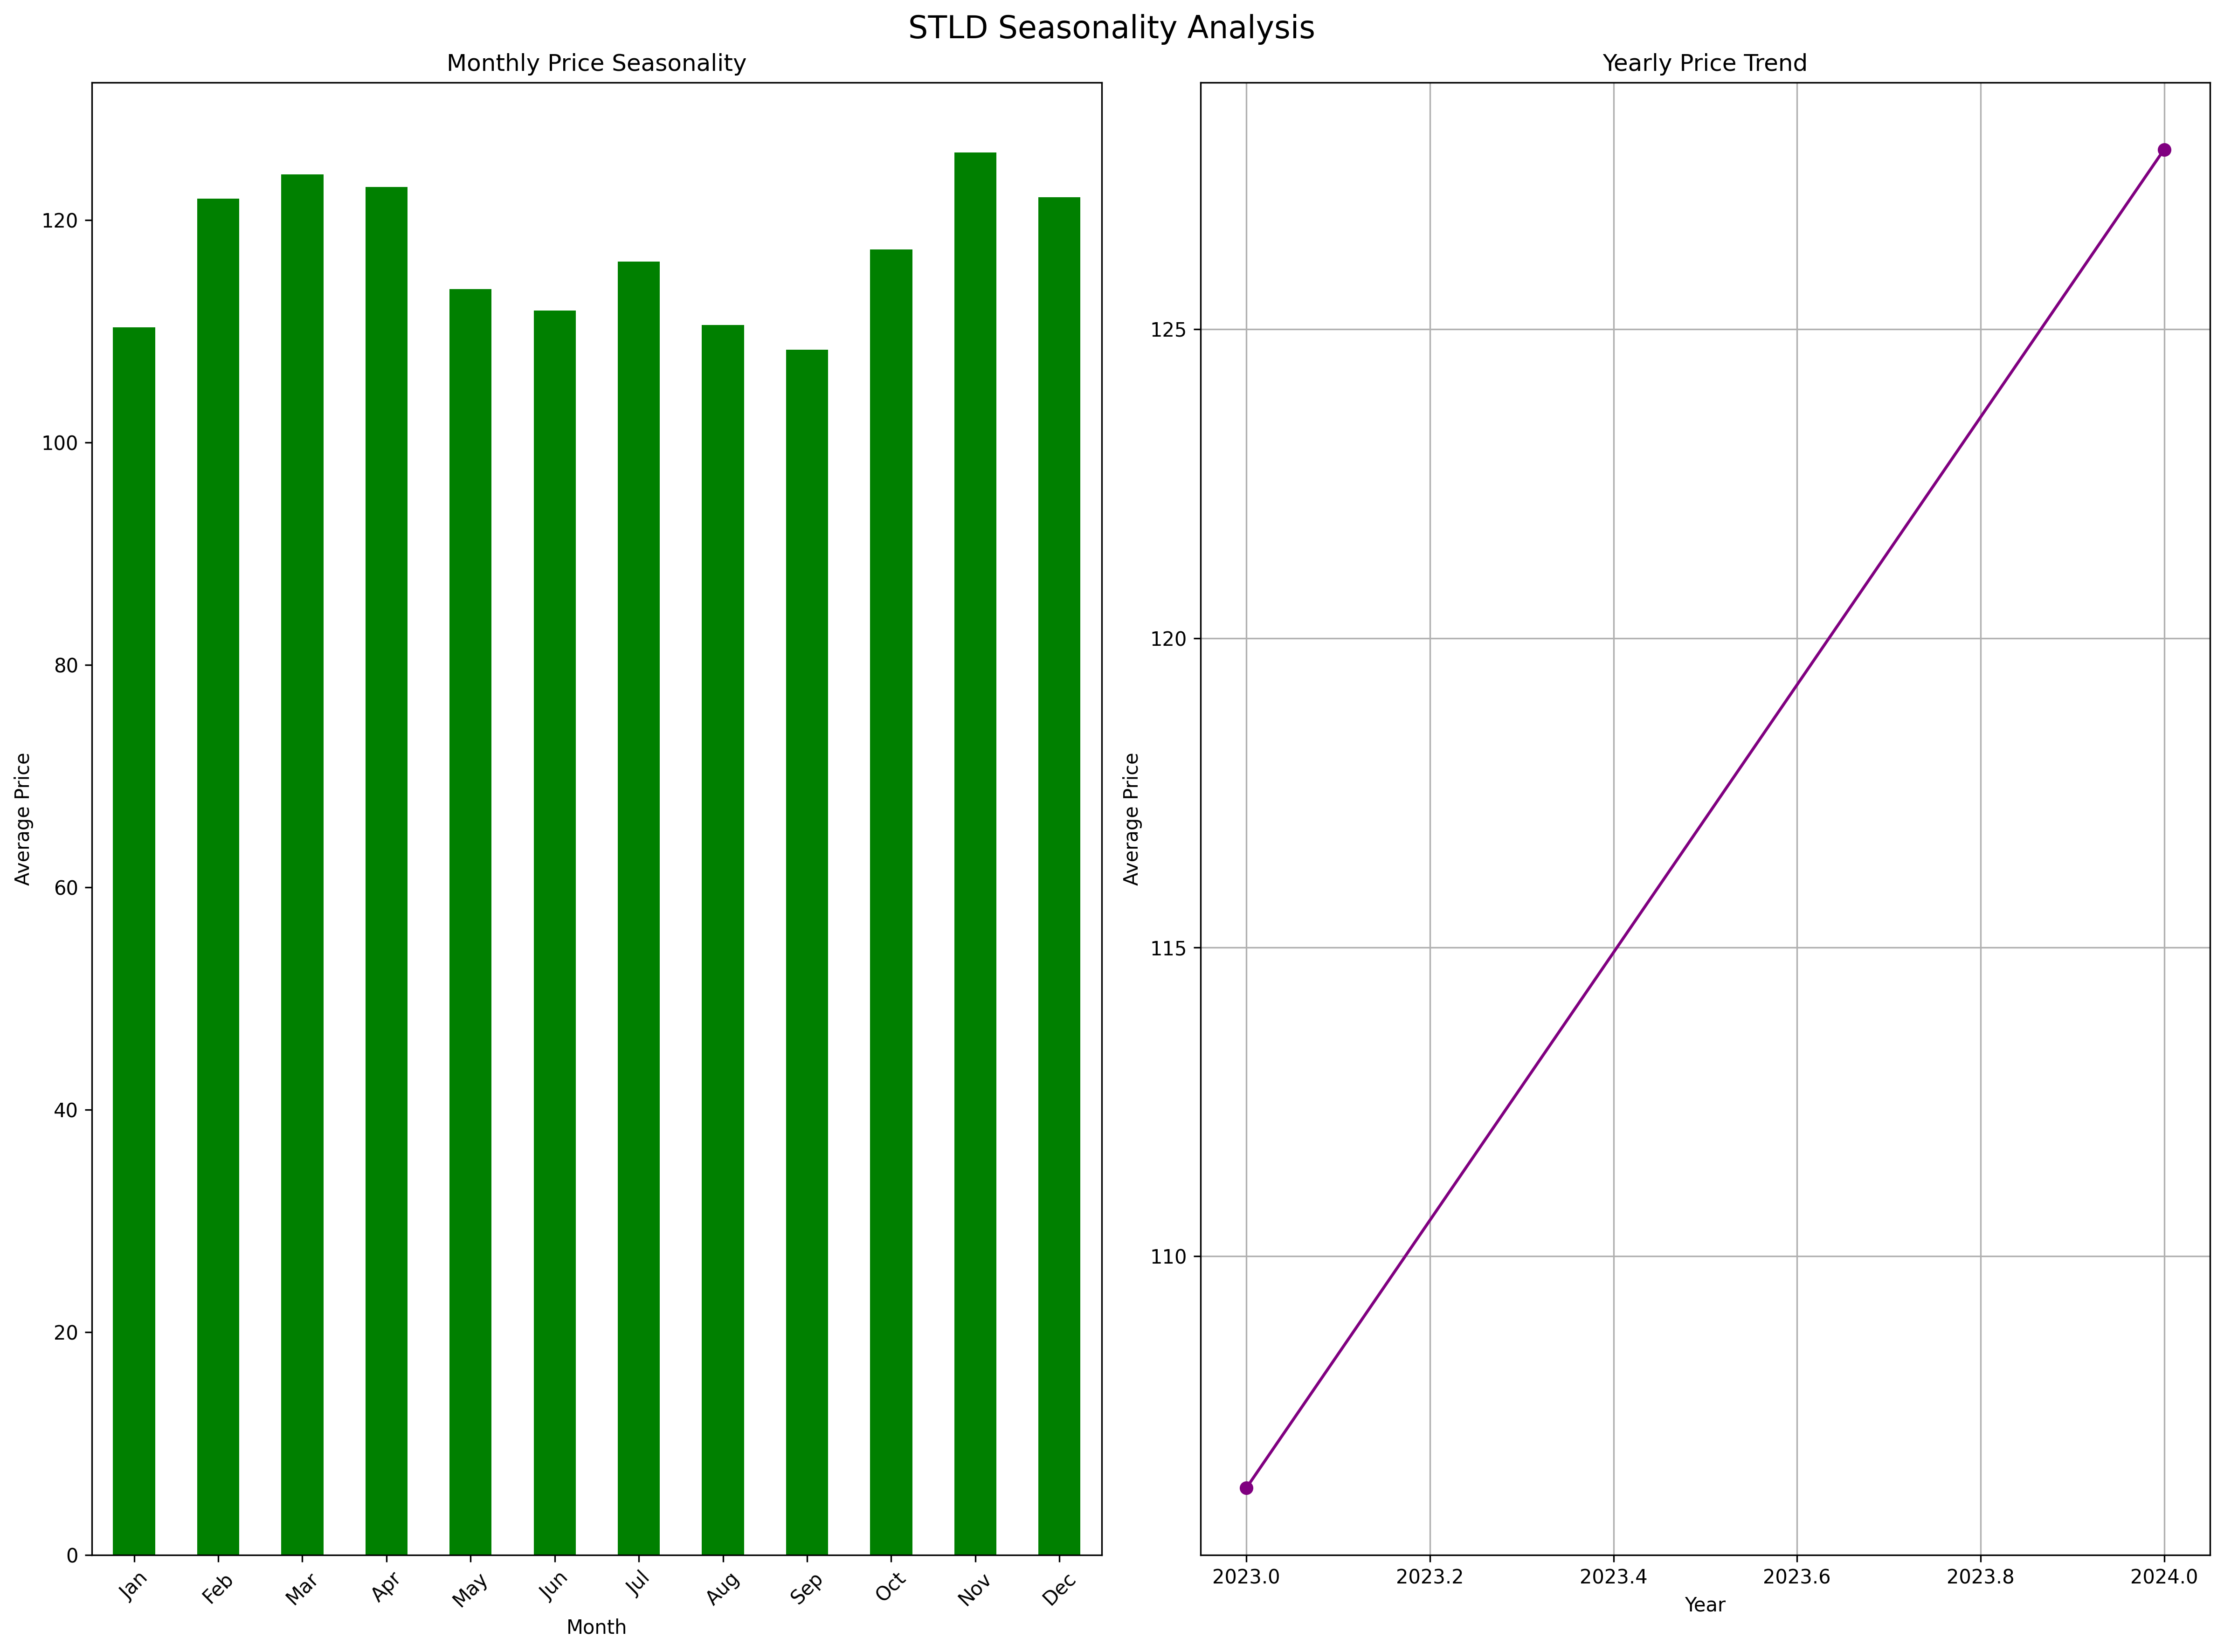 STLD Seasonality Analysis
Monthly Price Seasonality
Average Price
120
100
80
60
40
20
0
Jan Feb Mar Apr May Jun Jul Aug Sep Oct Nov Dec
Month
Yearly Price Trend
Average Price
125
120
115
110
2023.0 2023.2 2023.4 2023.6 2023.8 2024.0
Year